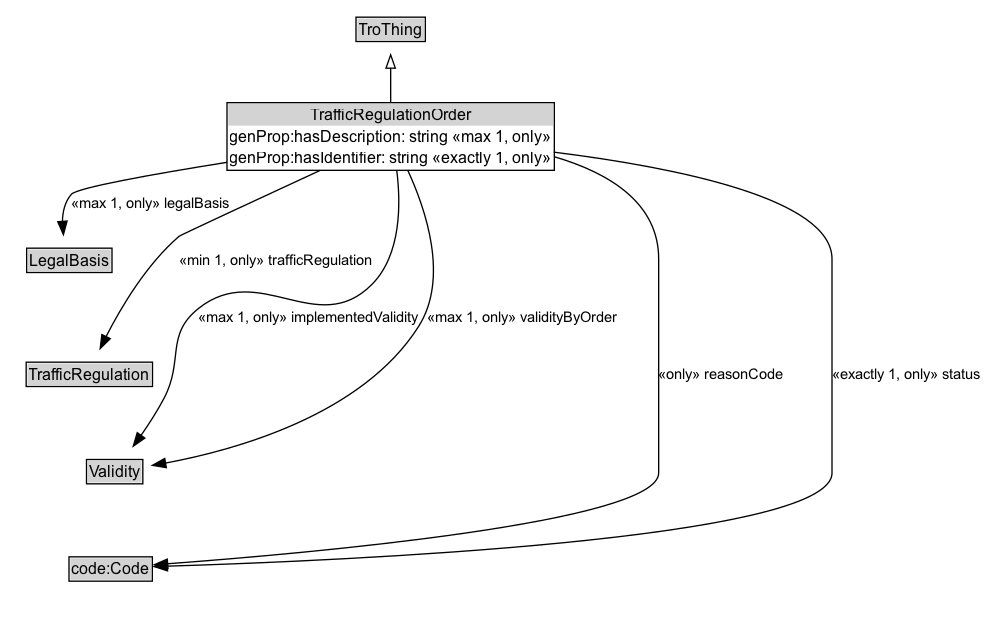 TroThing
TrafficRegulationOrder
genProp:hasDescription: string «max 1, only»
genProp:hasIdentifier: string «exactly 1, only»
«max 1, only» legalBasis
LegalBasis
«min 1, only» trafficRegulation
«max 1, only» implementedValidity
«max 1, only» validityByOrder
TrafficRegulation
«only» reasonCode
«exactly 1, only» status
Validity
code:Code